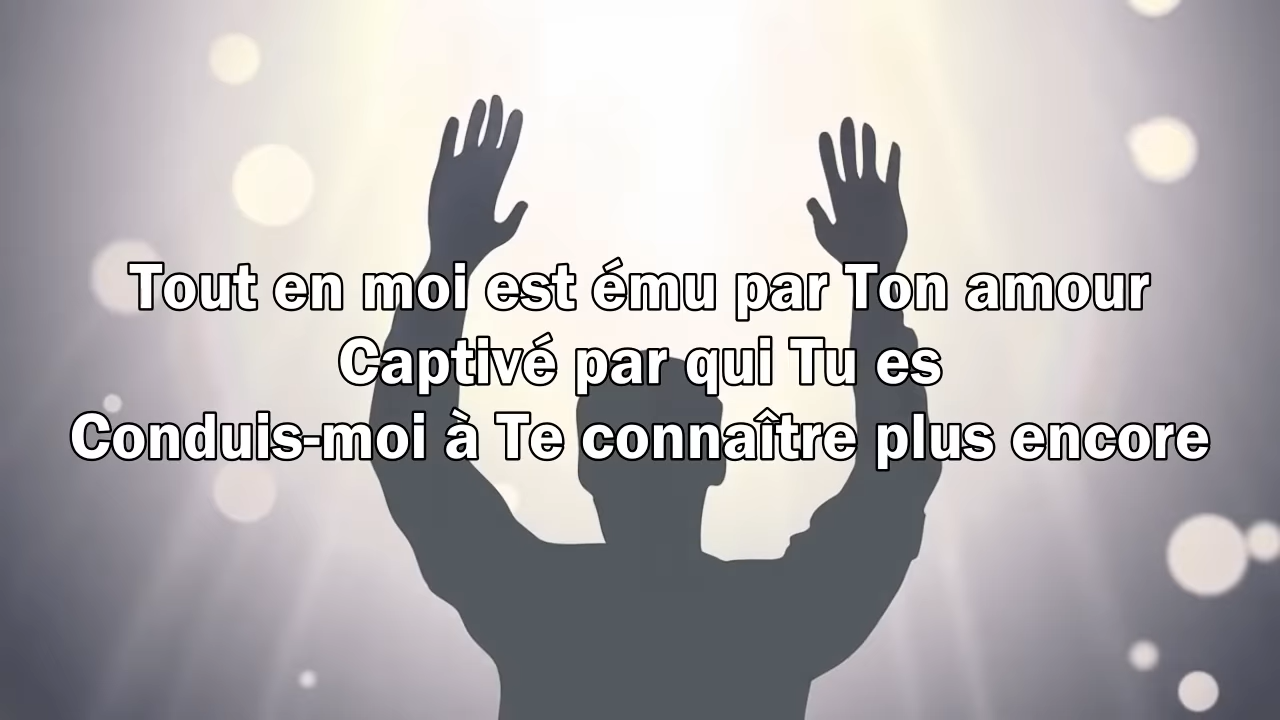 Tout en moi est ému par Ton amour
Captivé par qui Tu es
Conduis-moi à Te connaître plus encore